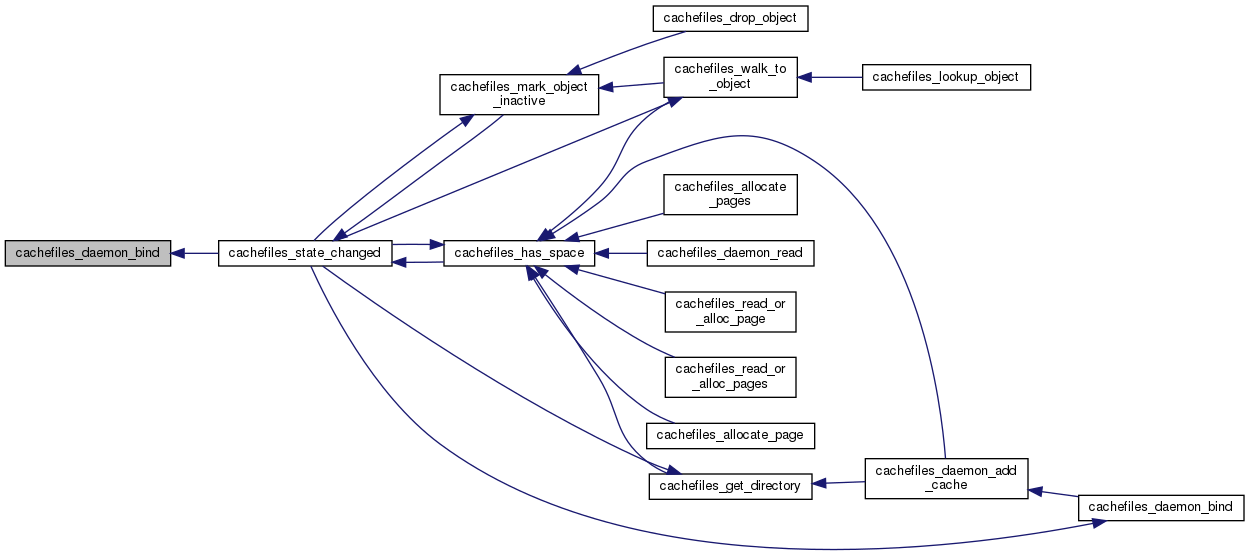 cachefiles_drop_object
cachefiles_walk_to
_object
cachefiles_lookup_object
cachefiles_mark_object
_inactive
cachefiles_allocate
_pages
cachefiles_daemon_bind
cachefiles_state_changed
cachefiles_has_space
cachefiles_daemon_read
cachefiles_read_or
_alloc_page
cachefiles_read_or
_alloc_pages
cachefiles_allocate_page
cachefiles_get_directory
cachefiles_daemon_add
_cache
cachefiles_daemon_bind